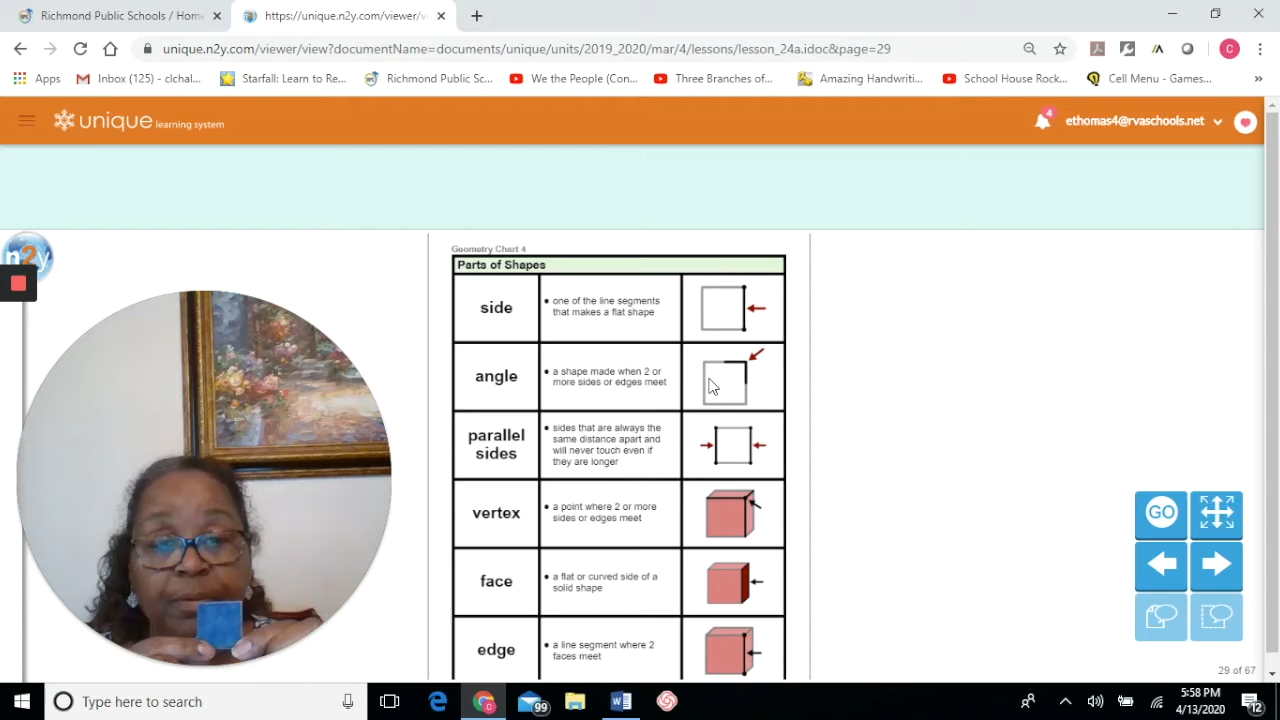 Richmond Public Schools / Home
https://unique.n2y.com/viewer/v
unique.n2y.com/viewer/view?documentName=documents/unique/units/2019_2020/mar/4/lessons/lesson_24a.idoc&page=29
C
Apps
Inbox (125) - clchal...
Starfall: Learn to Re...
Richmond Public Sc...
We the People (Con...
Three Branches of...
Amazing Handwriti...
School House Rock...
Cell Menu - Games...
»
unique learning system
4
ethomas4@rvaschools.net
n2y
Geometry Chart 4
Parts of Shapes
side
• one of the line segments
that makes a flat shape
angle
• a shape made when 2 or
more sides or edges meet
parallel
sides
• sides that are always the
same distance apart and
will never touch even if
they are longer
vertex
• a point where 2 or more
sides or edges meet
face
• a flat or curved side of a
solid shape
edge
• a line segment where 2
faces meet
GO
29 of 67
Type here to search
99
5:58 PM
4/13/2020
12